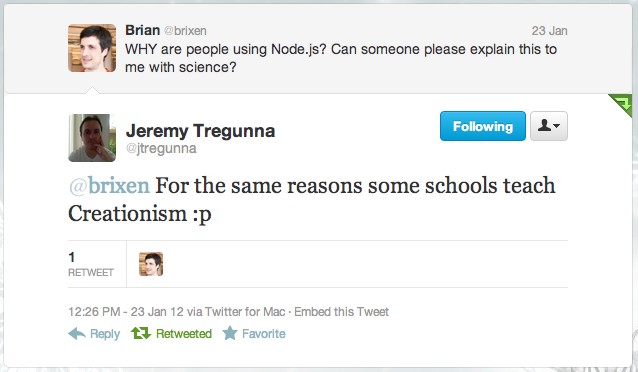 Brian @brixen 23 Jan
WHY are people using Node.js? Can someone please explain this to
me with science?
Jeremy Tregunna
@jtregunna
Following
@brixen For the same reasons some schools teach
Creationism :p
1
RETWEET
12:26 PM - 23 Jan 12 via Twitter for Mac · Embed this Tweet
Reply Retweeted Favorite